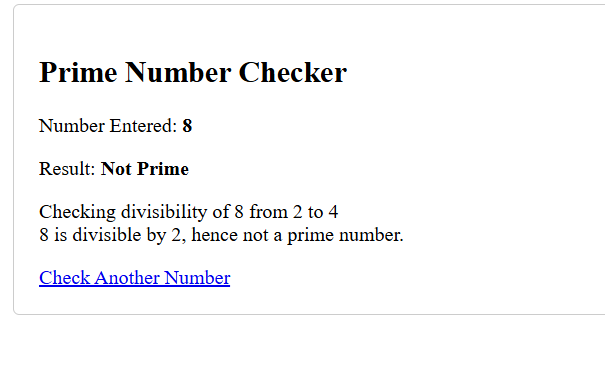 Prime Number Checker
Number Entered: 8
Result: Not Prime
Checking divisibility of 8 from 2 to 4
8 is divisible by 2, hence not a prime number.
Check Another Number